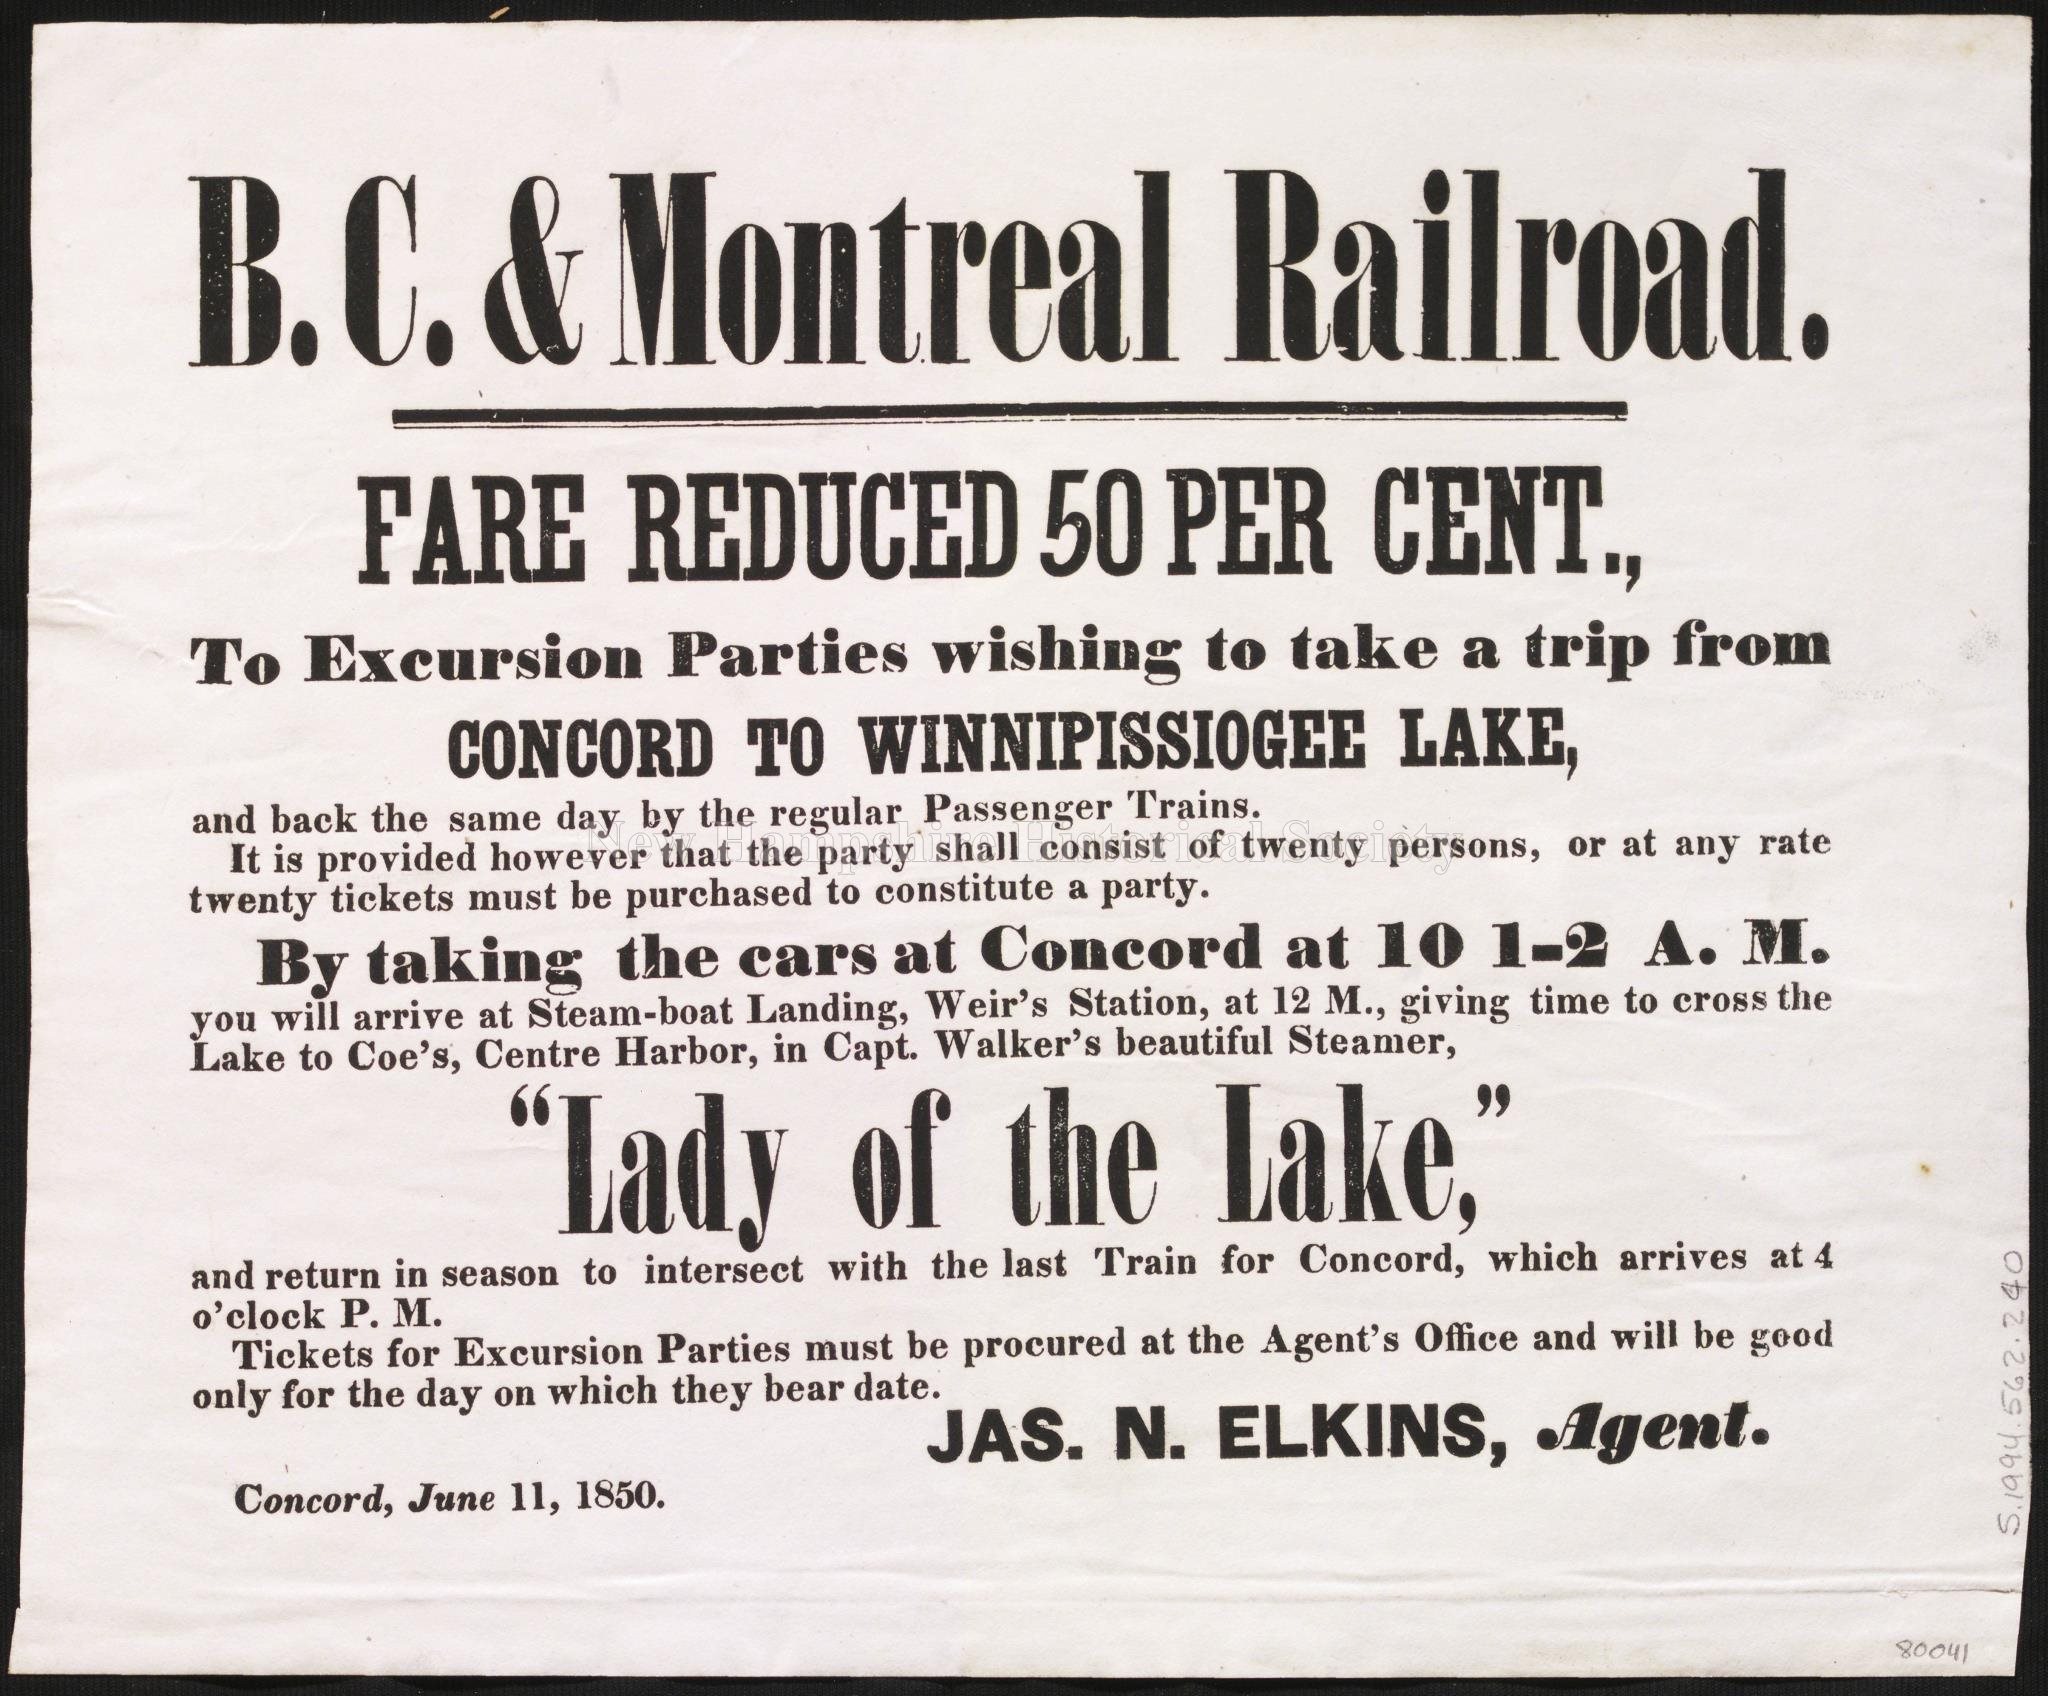 B. C. & Montreal Railroad.
FARE REDUCED 50 PER CENT.,
To Excursion Parties wishing to take a trip from
CONCORD TO WINNIPISSIOGEE LAKE,
and back the same day by the regular Passenger Trains.
New Hampshire Historical Society
It is provided however that the party shall consist of twenty persons, or at any rate
twenty tickets must be purchased to constitute a party.
By taking the cars at Concord at 10 1-2 A. M.
you will arrive at Steam-boat Landing, Weir's Station, at 12 M., giving time to cross the
Lake to Coe's, Centre Harbor, in Capt. Walker's beautiful Steamer,
"Lady of the Lake,"
and return in season to intersect with the last Train for Concord, which arrives at 4
o'clock P. M.
Tickets for Excursion Parties must be procured at the Agent's Office and will be good
only for the day on which they bear date.
JAS. N. ELKINS, Agent.
Concord, June 11, 1850.
S.1994.562.240
80041